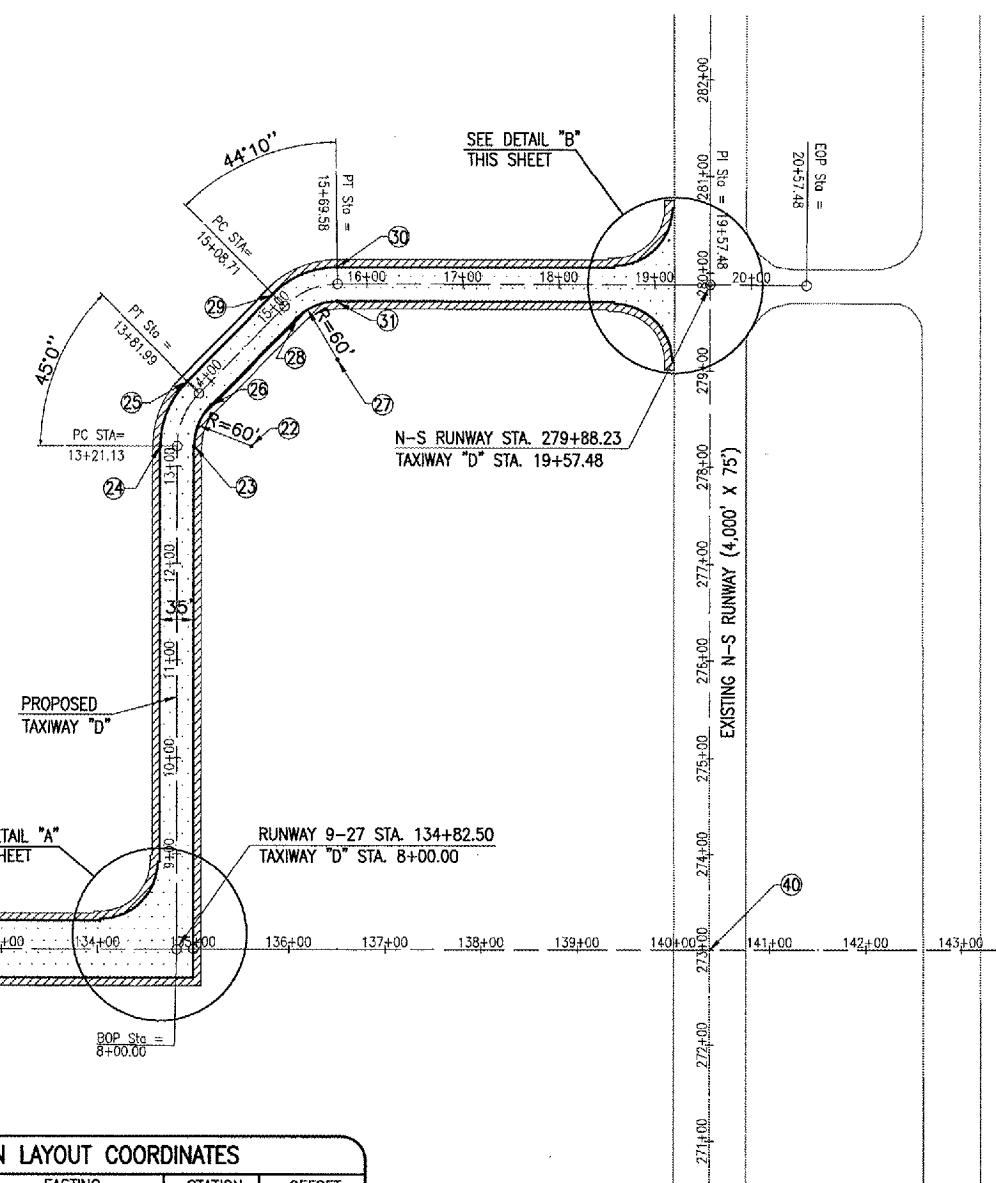 282+00
SEE DETAIL "B"
THIS SHEET
44°10"
PT Sta =
15+69.58
PI Sta = 19+57.48
EOP Sta =
20+57.48
281+00
PC STA=
15+08.71
30
16+00
17+00
18+00
19+00
20+00
280+00
29
15+00
31
PT Sta =
13+81.99
R=60'
28
45°0"
14+00
27
279+00
25
26
R=60'
22
PC STA=
13+21.13
N-S RUNWAY STA. 279+88.23
TAXIWAY "D" STA. 19+57.48
13+00
24
23
278+00
EXISTING N-S RUNWAY (4,000' X 75')
12+00
277+00
35'
11+00
276+00
PROPOSED
TAXIWAY "D"
10+00
275+00
TAIL "A"
HEET
RUNWAY 9-27 STA. 134+82.50
TAXIWAY "D" STA. 8+00.00
9+00
274+00
40
+00
134+00
135+00
136+00
137+00
138+00
139+00
140+00
141+00
142+00
143+00
273+00
BOP Sta =
8+00.00
272+00
271+00
N LAYOUT COORDINATES
EASTING
STATION
OFFSET